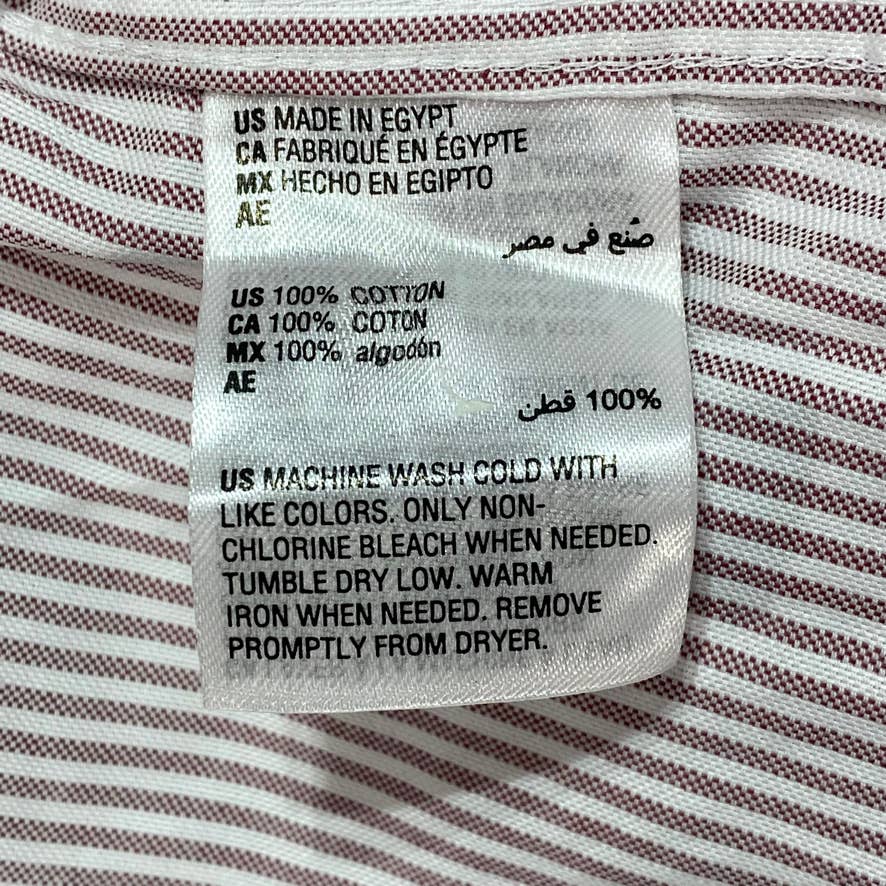 US MADE IN EGYPT
CA FABRIQUÉ EN ÉGYPTE
MX HECHO EN EGIPTO
AE
صُنع في مصر
US 100% COTTON
CA 100% COTON
MX 100% algodón
AE
100% قطن
US MACHINE WASH COLD WITH
LIKE COLORS. ONLY NON-
CHLORINE BLEACH WHEN NEEDED.
TUMBLE DRY LOW. WARM
IRON WHEN NEEDED. REMOVE
PROMPTLY FROM DRYER.